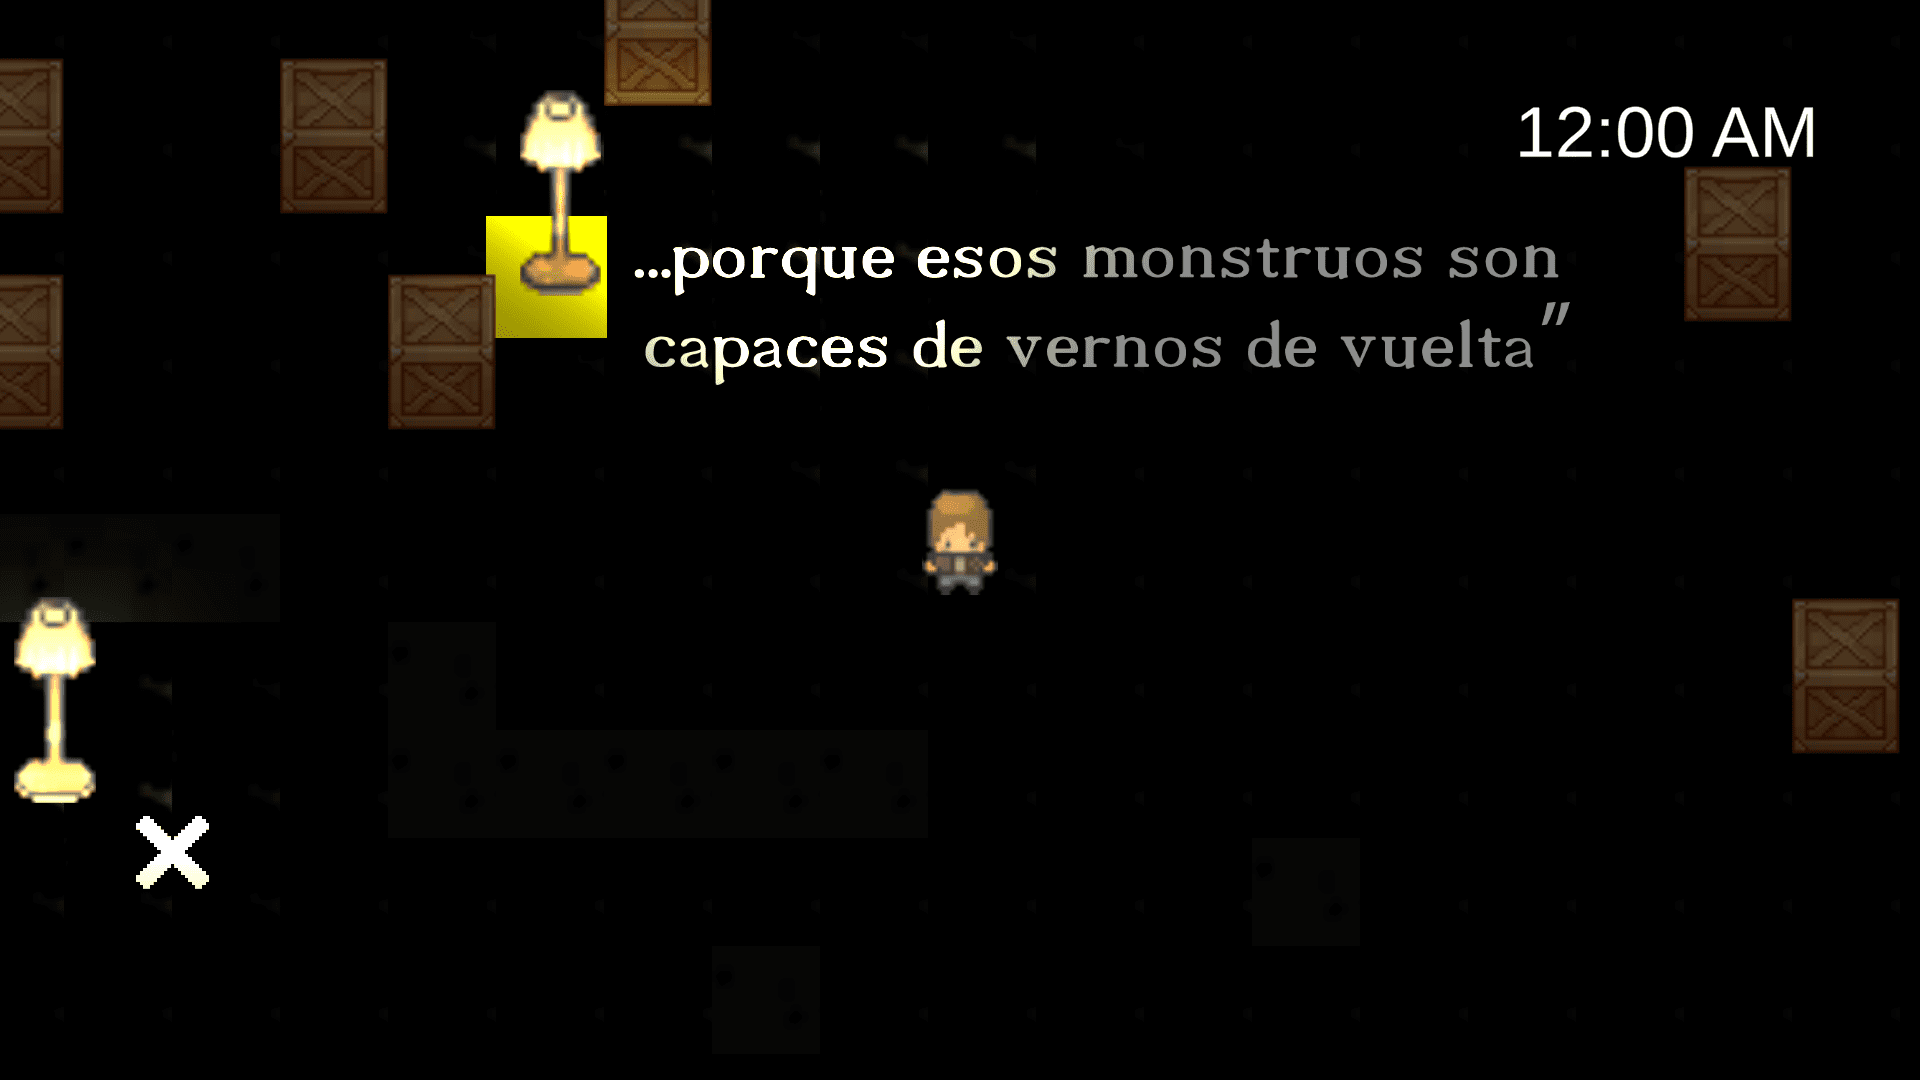 12:00 AM
...porque esos monstruos son
capaces de vernos de vuelta"